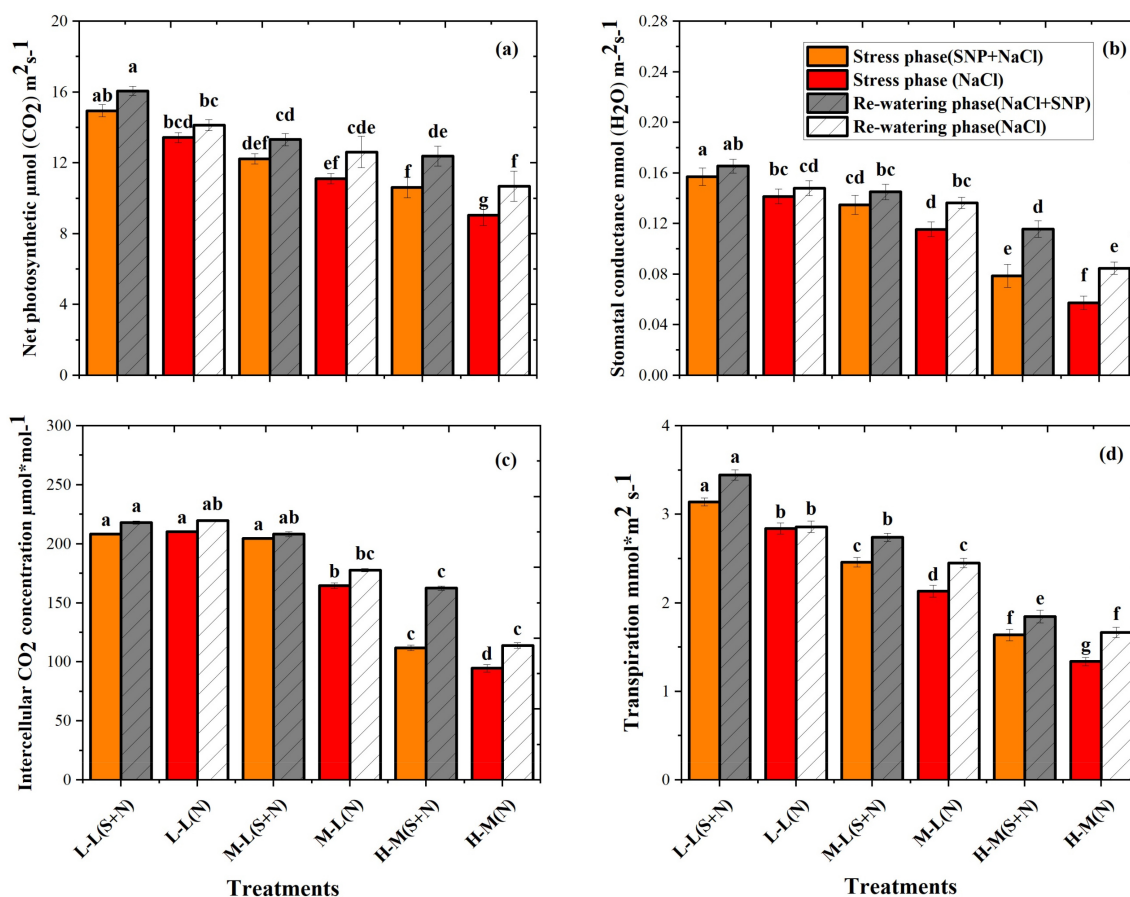 Net photosynthetic µmol (CO2) m2s-1
20
16
12
8
4
0
(a)
ab
a
bcd
bc
def
cd
ef
cde
f
de
g
f
Stomatal conductance mmol (H2O) m-2s-1
0.28
0.24
0.20
0.16
0.12
0.08
0.04
0.00
(b)
Stress phase(SNP+NaCl)
Stress phase (NaCl)
Re-watering phase(NaCl+SNP)
Re-watering phase(NaCl)
a
ab
bc
cd
cd
bc
d
bc
e
d
f
e
Intercellular CO2 concentration µmol*mol-1
300
250
200
150
100
50
0
(c)
a
a
a
ab
a
ab
b
bc
c
c
d
c
L-L(S+N)
L-L(N)
M-L(S+N)
M-L(N)
H-M(S+N)
H-M(N)
Treatments
Transpiration mmol*m2 s-1
4
3
2
1
0
(d)
a
a
b
b
c
b
d
c
f
e
g
f
L-L(S+N)
L-L(N)
M-L(S+N)
M-L(N)
H-M(S+N)
H-M(N)
Treatments